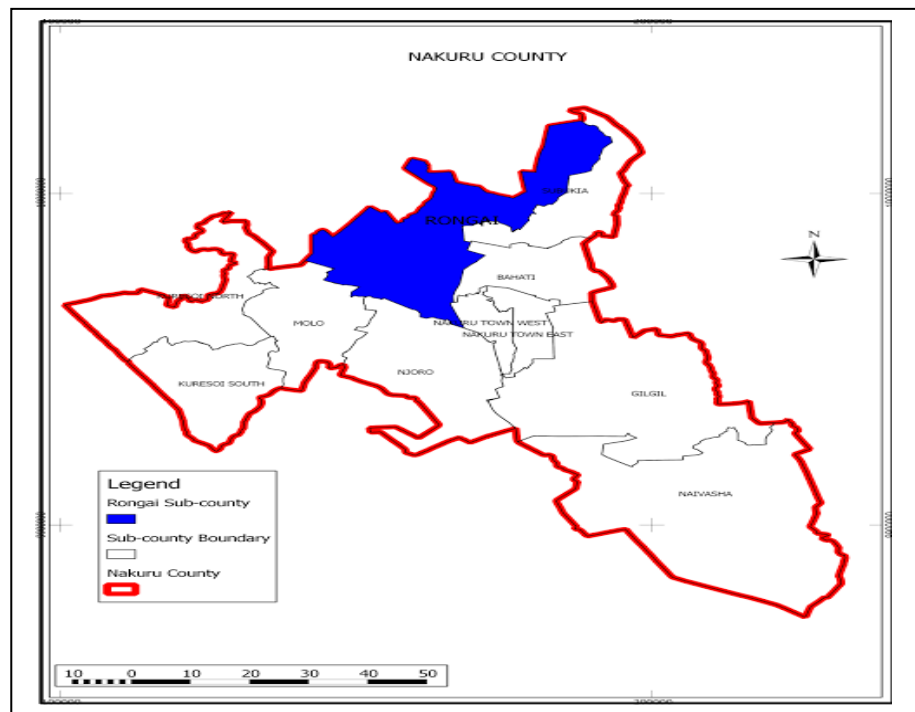 NAKURU COUNTY
N
RONGAI
BAHATI
NAKURU TOWN WEST
NAKURU TOWN EAST
MOLO
KURESOI SOUTH
NJORO
GILGIL
NAIVASHA
Legend
Rongai Sub-county
Sub-county Boundary
Nakuru County
10 0 10 20 30 40 50